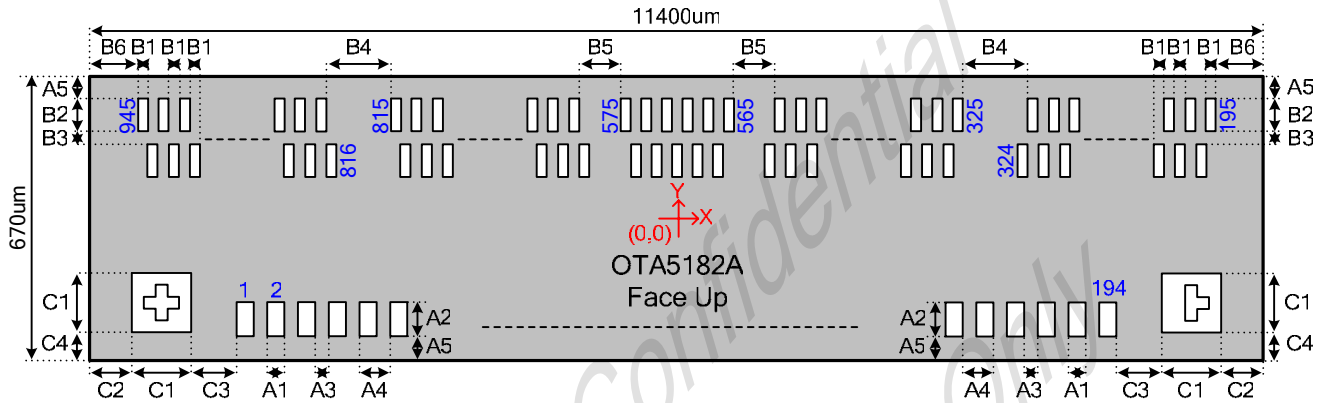 11400um
B6 B1 B1 B1 B4 B5 B5 B4 B1 B1 B1 B6
A5 A5
B2 945 815 575 565 325 195 B2
B3 B3
816 324
670um
Y
X
(0,0)
OTA5182A
Face Up
C1 1 2 194 C1
A2 A2
C4 A5 A5 C4
C2 C1 C3 A1 A3 A4 A4 A3 A1 C3 C1 C2
Confidential
Only